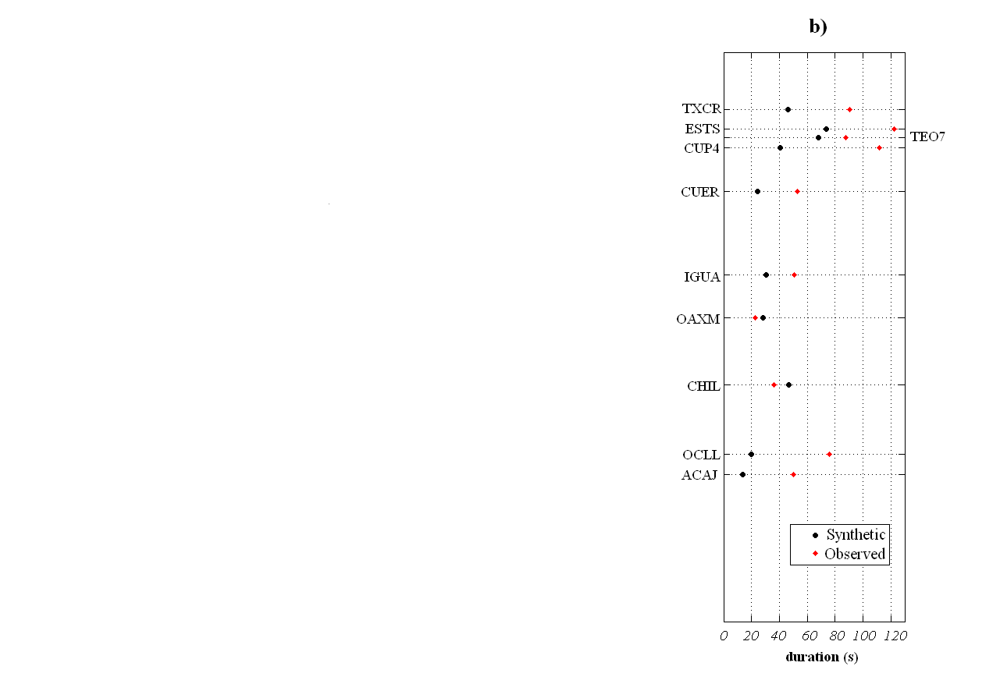 b)
TXCR
ESTS
TEO7
CUP4
CUER
IGUA
OAXM
CHIL
OCLL
ACAJ
Synthetic
Observed
0 20 40 60 80 100 120
duration (s)